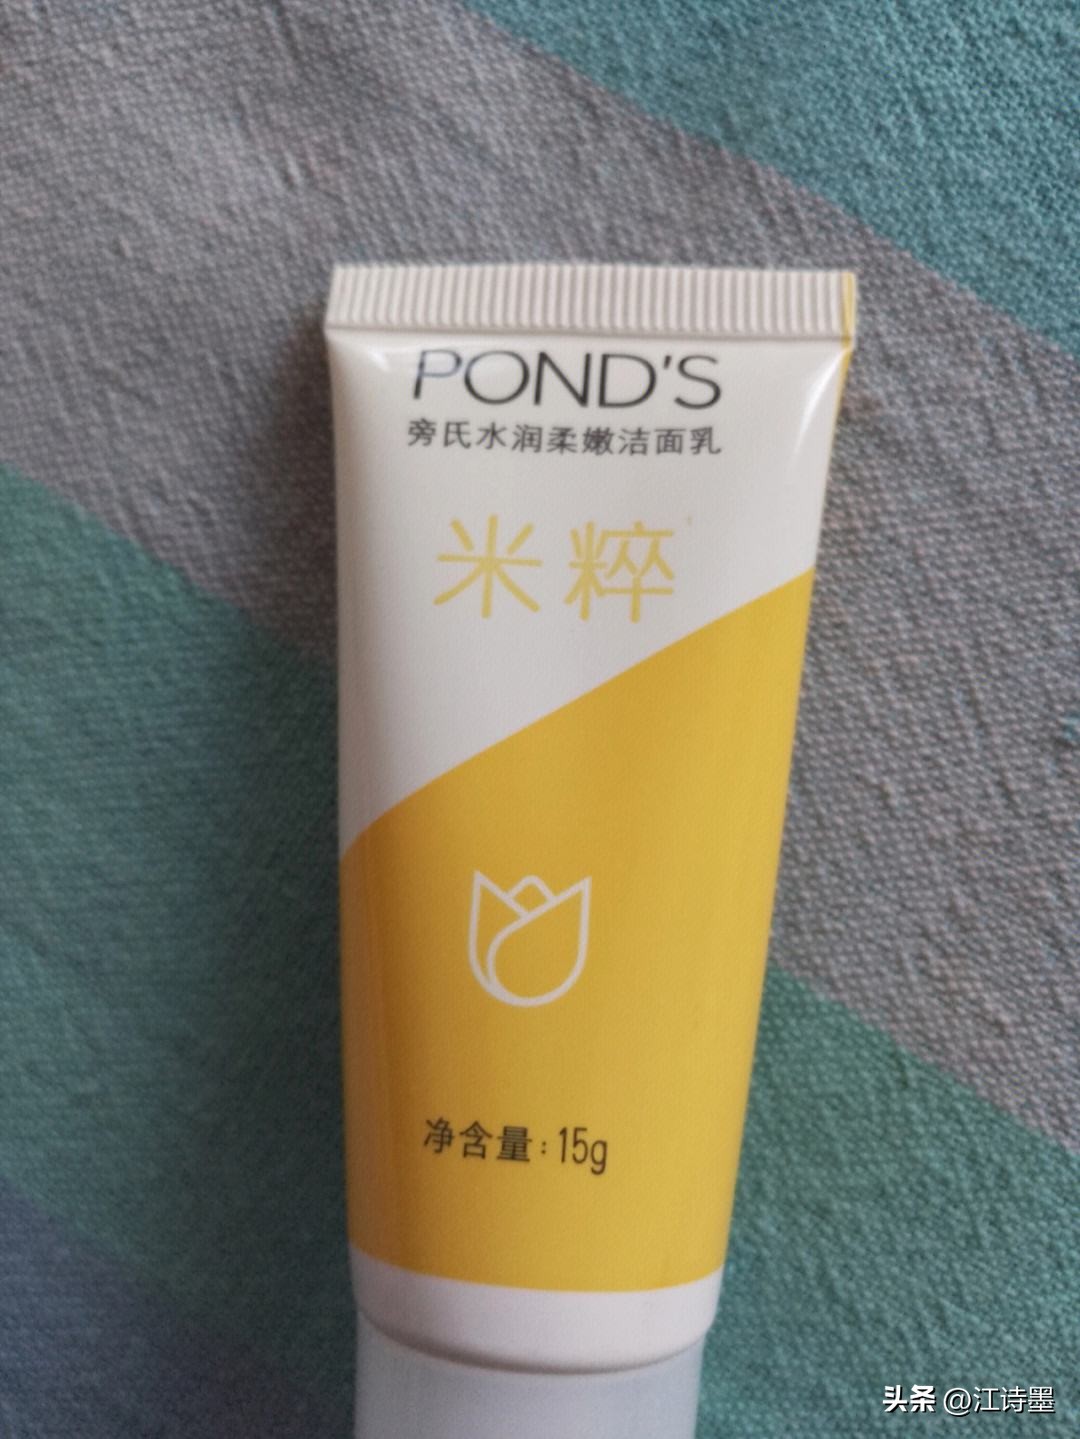 POND'S
旁氏水润柔嫩洁面乳
米粹
净含量:15g
头条 @江诗墨